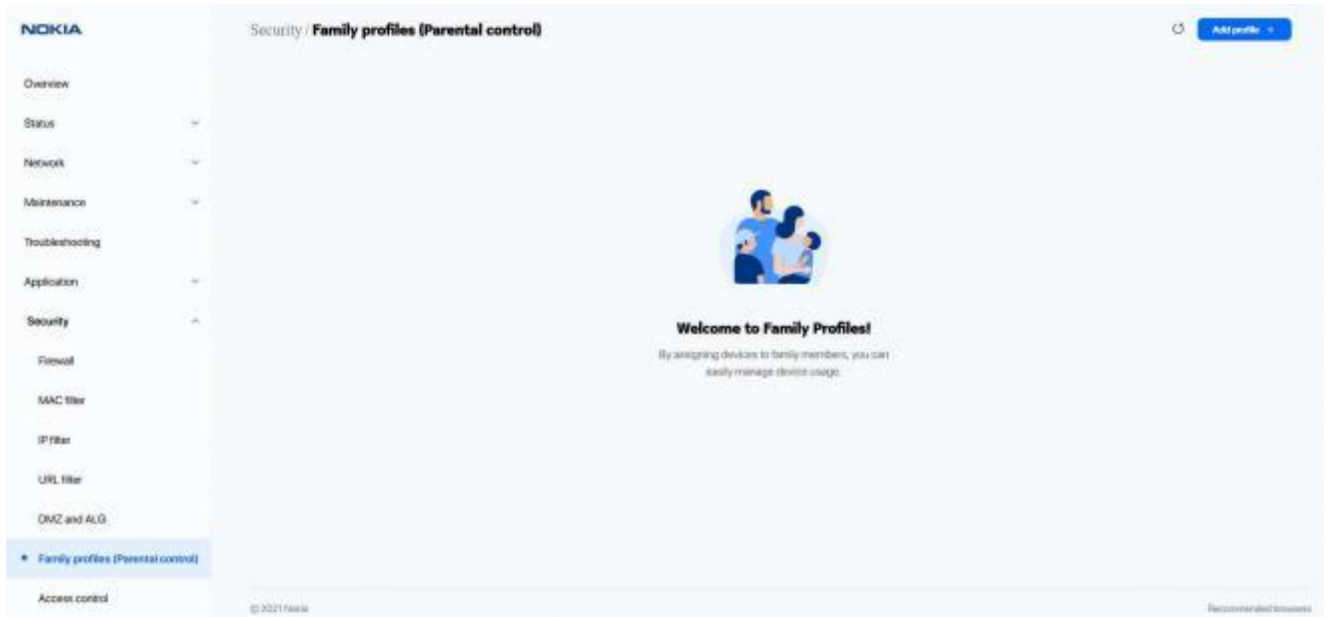 NOKIA
Security / Family profiles (Parental control)
Add profile +
Overview
Status
Network
Maintenance
Troubleshooting
Application
Security
Firewall
MAC filter
IP filter
URL filter
DMZ and ALG
Family profiles (Parental control)
Access control
Welcome to Family Profiles!
By assigning devices to family members, you can
easily manage device usage.
© 2021 Nokia
Recommended browsers